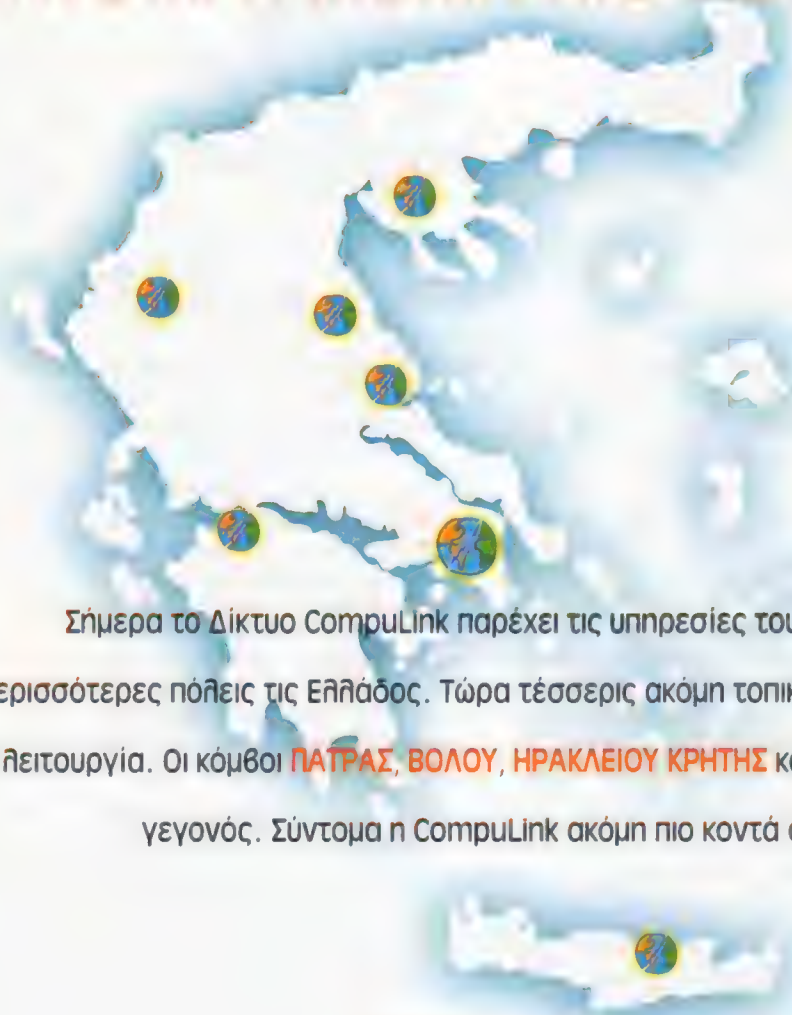 Σήμερα το Δίκτυο CompuLink παρέχει τις υπηρεσίες του
ερισσότερες πόλεις τις Ελλάδος. Τώρα τέσσερις ακόμη τοπικ
λειτουργία. Οι κόμβοι ΠΑΤΡΑΣ, ΒΟΛΟΥ, ΗΡΑΚΛΕΙΟΥ ΚΡΗΤΗΣ κα
γεγονός. Σύντομα η CompuLink ακόμη πιο κοντά σ